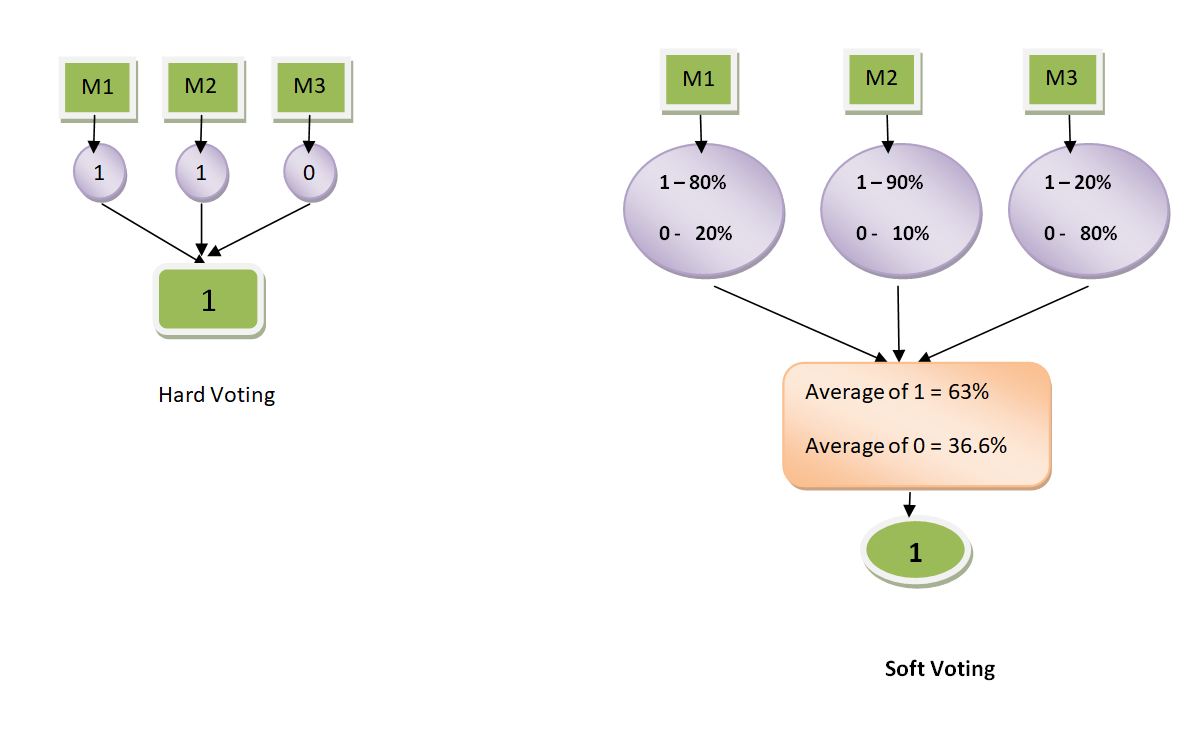 M1
M2
M3
1
1
0
1
Hard Voting
M1
M2
M3
1 – 80%
0 - 20%
1 – 90%
0 - 10%
1 – 20%
0 - 80%
Average of 1 = 63%
Average of 0 = 36.6%
1
Soft Voting